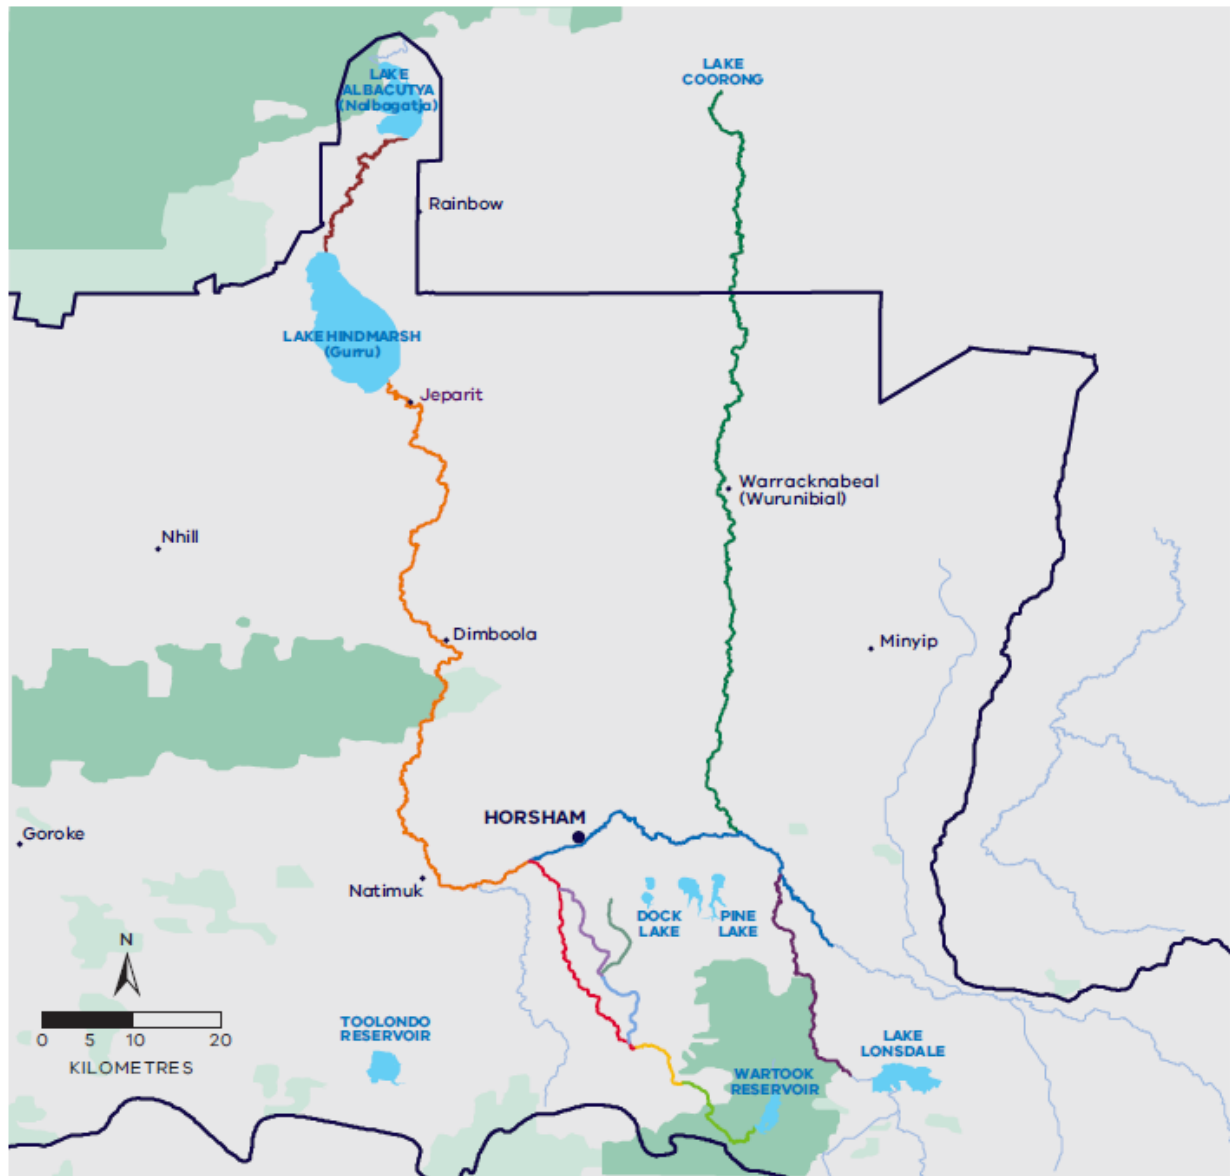 LAKE
ALBACUTYA
(Nalbagatja)
LAKE
COORONG
Rainbow
LAKE HINDMARSH
(Gurru)
Jeparit
Warracknabeal
(Wurunibial)
Nhill
Dimboola
Minyip
HORSHAM
Goroke
Natimuk
DOCK
LAKE
PINE
LAKE
N
0 5 10 20
KILOMETRES
TOOLONDO
RESERVOIR
LAKE
LONSDALE
WARTOOK
RESERVOIR